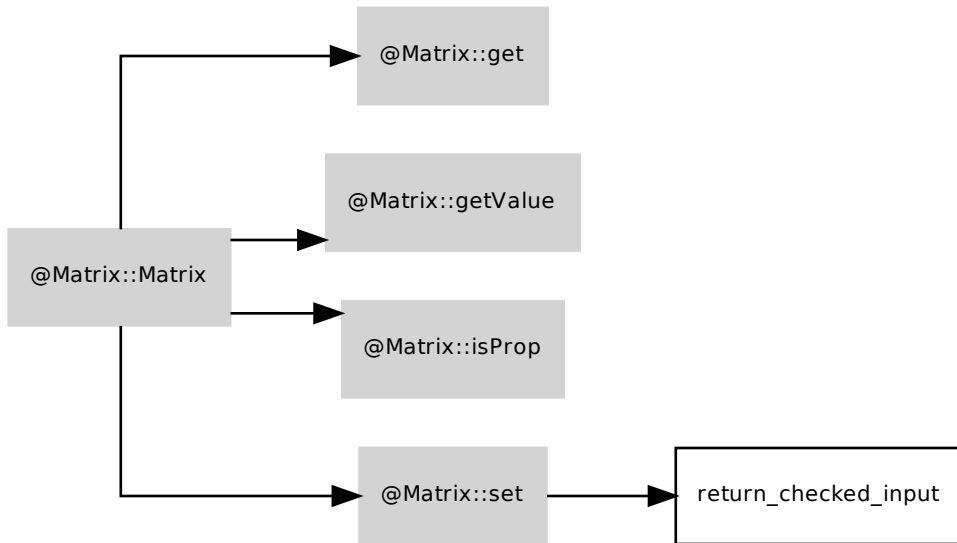 @Matrix::get
@Matrix::getValue
@Matrix::Matrix
@Matrix::isProp
@Matrix::set
return_checked_input